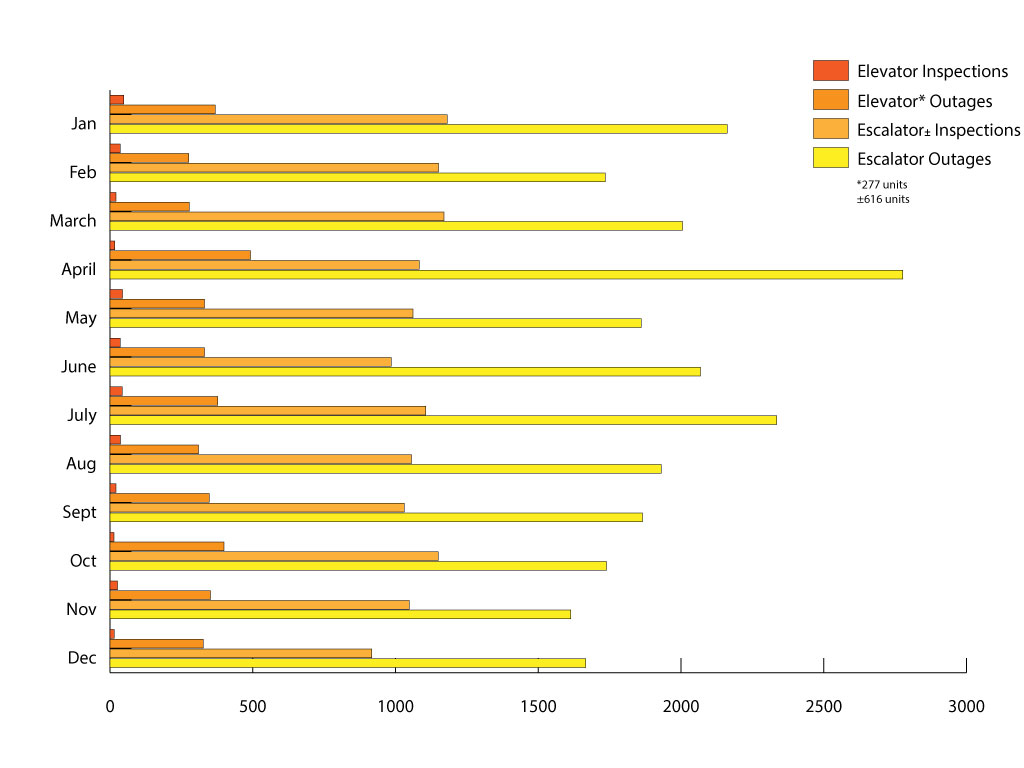 Elevator Inspections
Elevator* Outages
Escalator± Inspections
Escalator Outages
*277 units
±616 units
Jan
Feb
March
April
May
June
July
Aug
Sept
Oct
Nov
Dec
0 500 1000 1500 2000 2500 3000